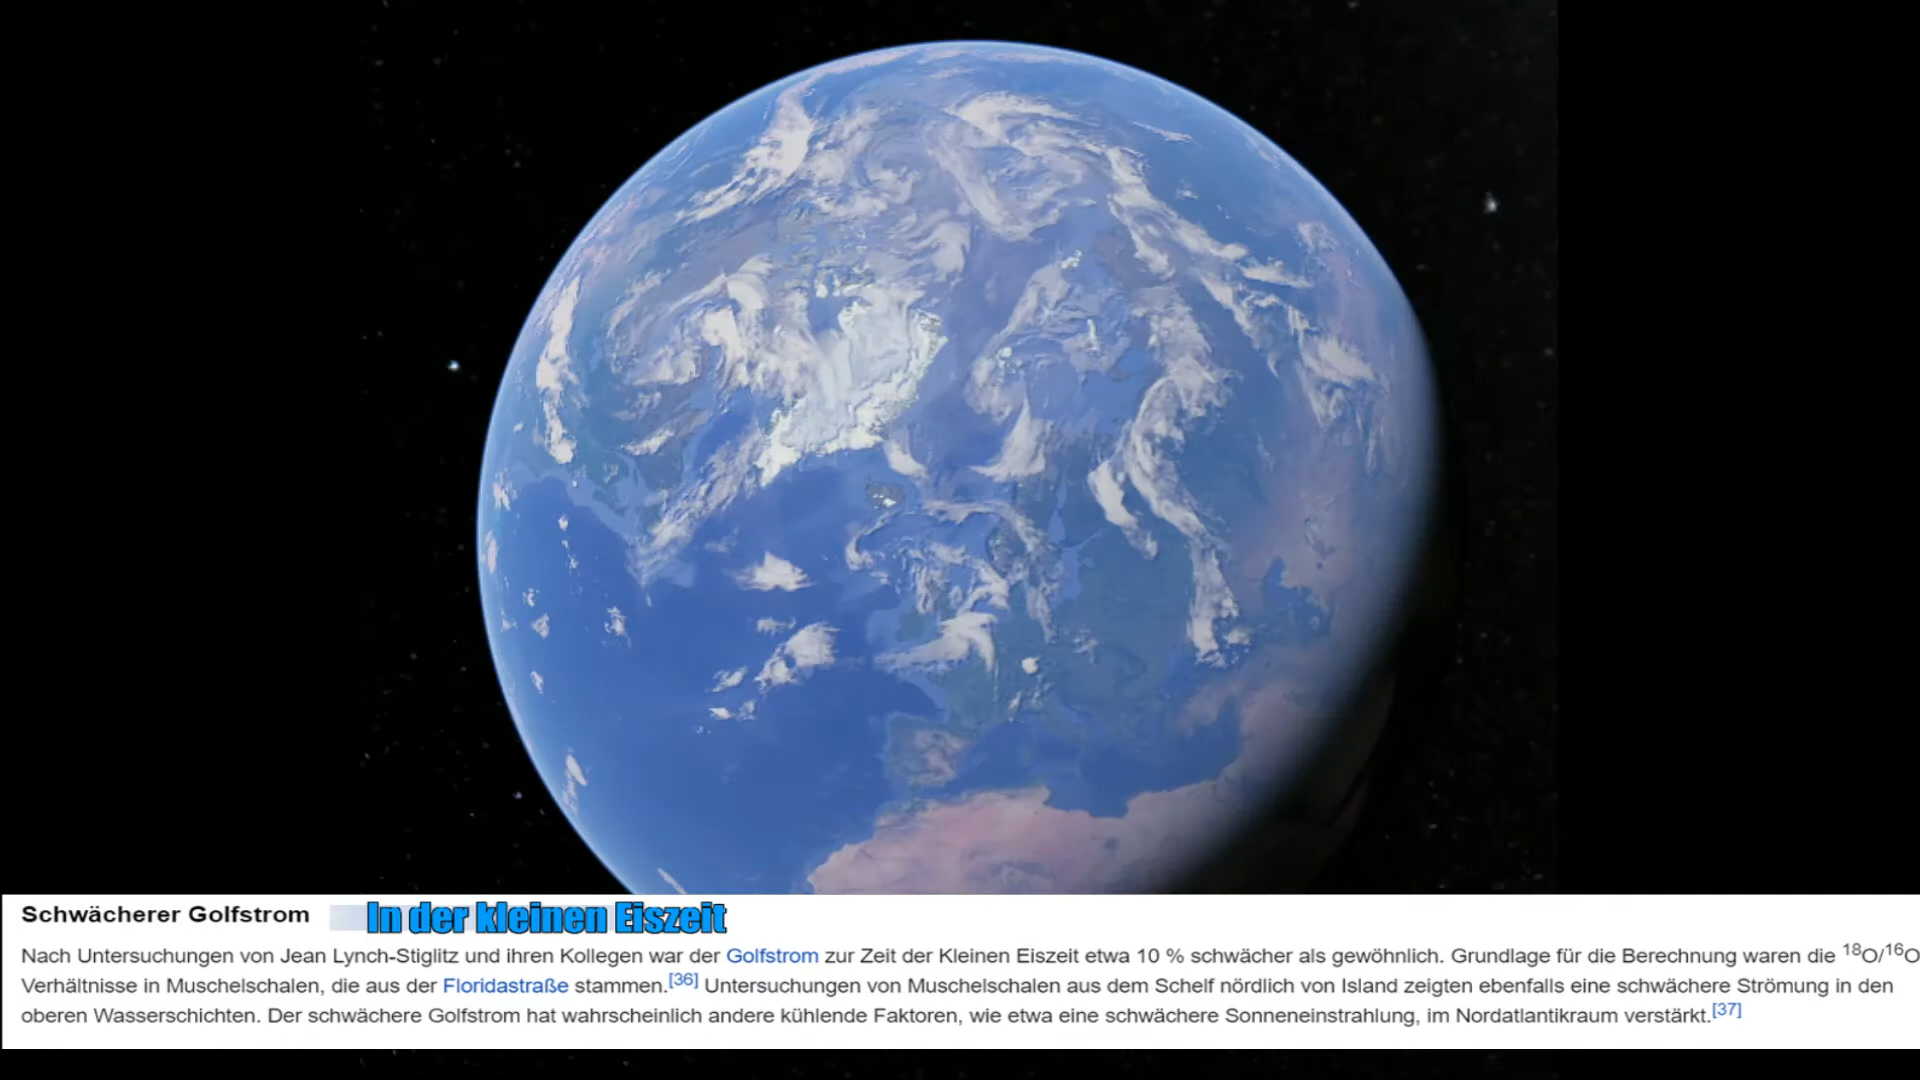 Schwächerer Golfstrom In der kleinen Eiszeit
Nach Untersuchungen von Jean Lynch-Stiglitz und ihren Kollegen war der Golfstrom zur Zeit der Kleinen Eiszeit etwa 10 % schwächer als gewöhnlich. Grundlage für die Berechnung waren die ¹⁸O/¹⁶O
Verhältnisse in Muschelschalen, die aus der Floridastraße stammen.[36] Untersuchungen von Muschelschalen aus dem Schelf nördlich von Island zeigten ebenfalls eine schwächere Strömung in den
oberen Wasserschichten. Der schwächere Golfstrom hat wahrscheinlich andere kühlende Faktoren, wie etwa eine schwächere Sonneneinstrahlung, im Nordatlantikraum verstärkt.[37]